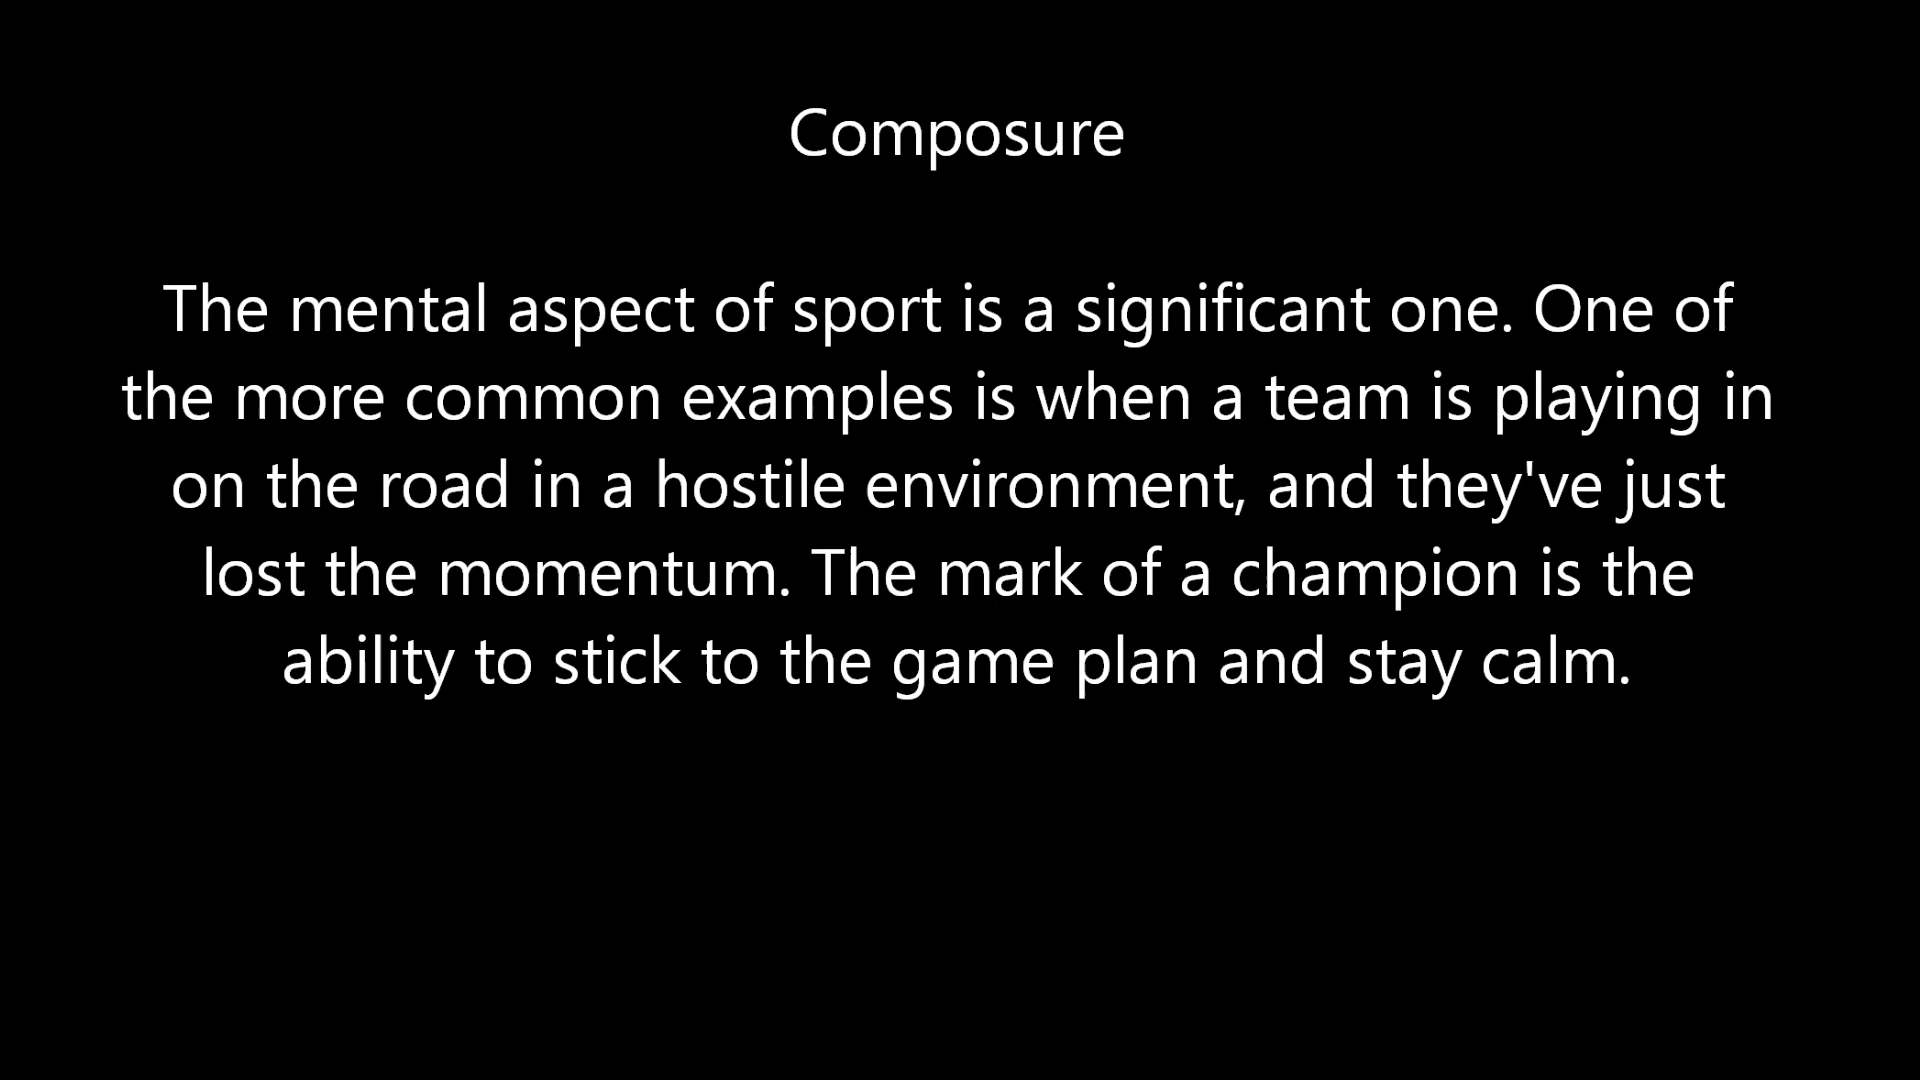 Composure
The mental aspect of sport is a significant one. One of
the more common examples is when a team is playing in
on the road in a hostile environment, and they've just
lost the momentum. The mark of a champion is the
ability to stick to the game plan and stay calm.